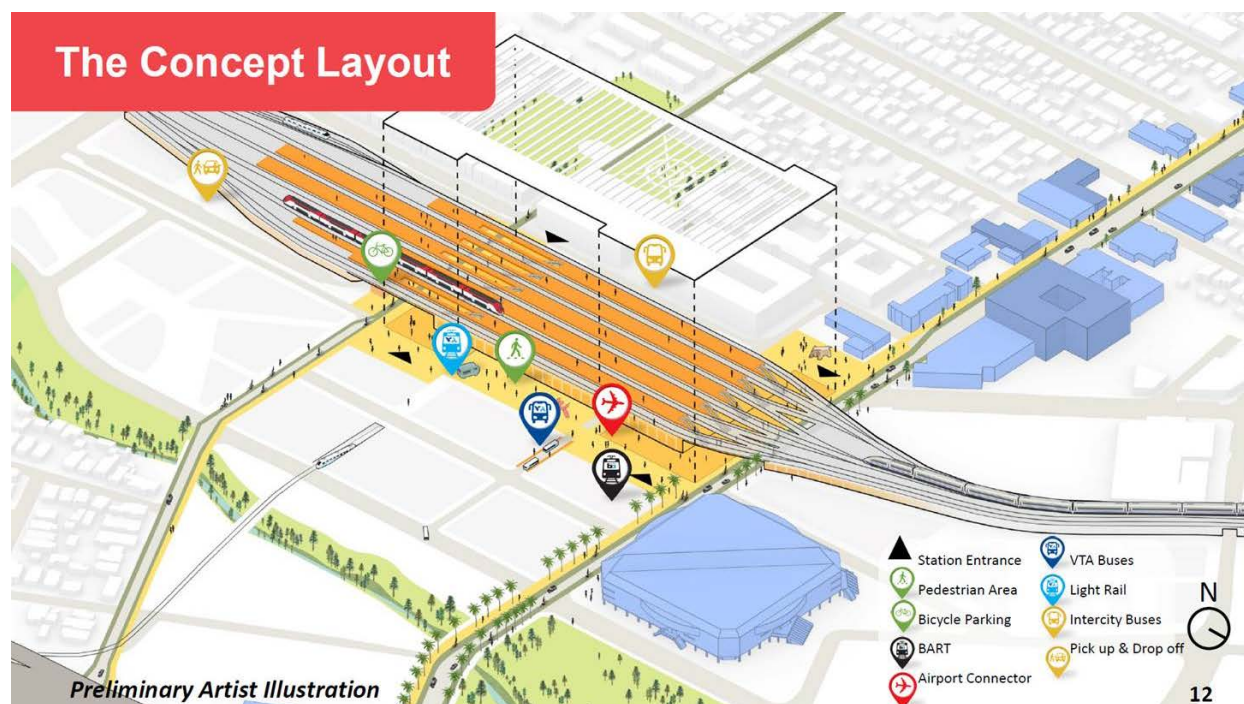 The Concept Layout
Station Entrance
Pedestrian Area
Bicycle Parking
BART
Airport Connector
VTA Buses
Light Rail
Intercity Buses
Pick up & Drop off
N
Preliminary Artist Illustration
12